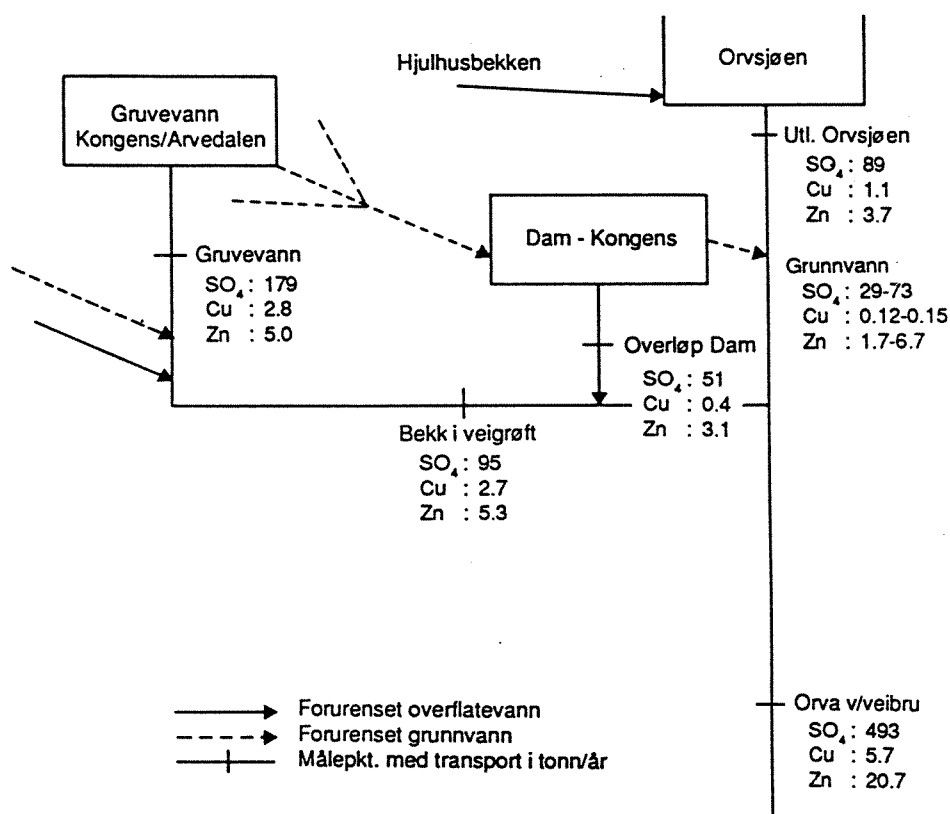 Hjulhusbekken
Orvsjøen
Gruvevann
Kongens/Arvedalen
Utl. Orvsjøen
SO₄ : 89
Cu : 1.1
Zn : 3.7
Dam - Kongens
Gruvevann
SO₄ : 179
Cu : 2.8
Zn : 5.0
Grunnvann
SO₄ : 29-73
Cu : 0.12-0.15
Zn : 1.7-6.7
Overløp Dam
SO₄ : 51
Cu : 0.4
Zn : 3.1
Bekk i veigrøft
SO₄ : 95
Cu : 2.7
Zn : 5.3
Forurenset overflatevann
Forurenset grunnvann
Målepkt. med transport i tonn/år
Orva v/veibru
SO₄ : 493
Cu : 5.7
Zn : 20.7